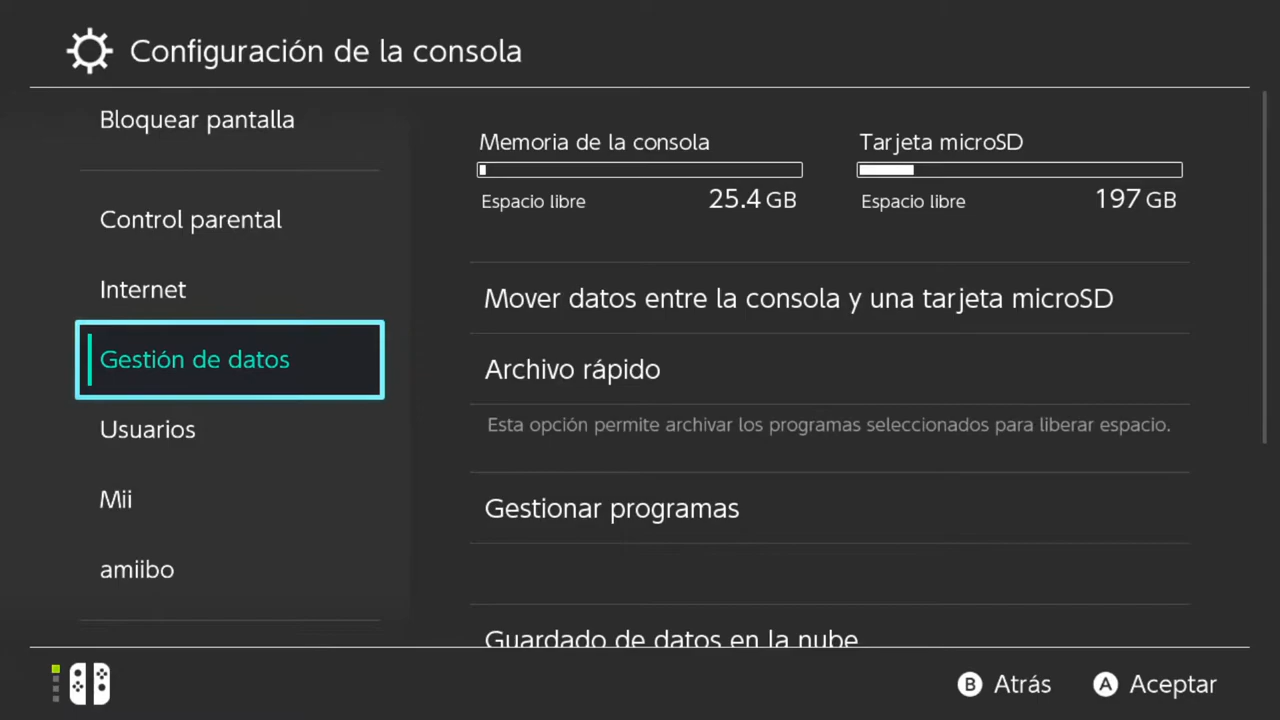 Configuración de la consola
Bloquear pantalla
Control parental
Internet
Gestión de datos
Usuarios
Mii
amiibo
Memoria de la consola
Espacio libre 25.4 GB
Tarjeta microSD
Espacio libre 197 GB
Mover datos entre la consola y una tarjeta microSD
Archivo rápido
Esta opción permite archivar los programas seleccionados para liberar espacio.
Gestionar programas
Guardado de datos en la nube
B Atrás
A Aceptar